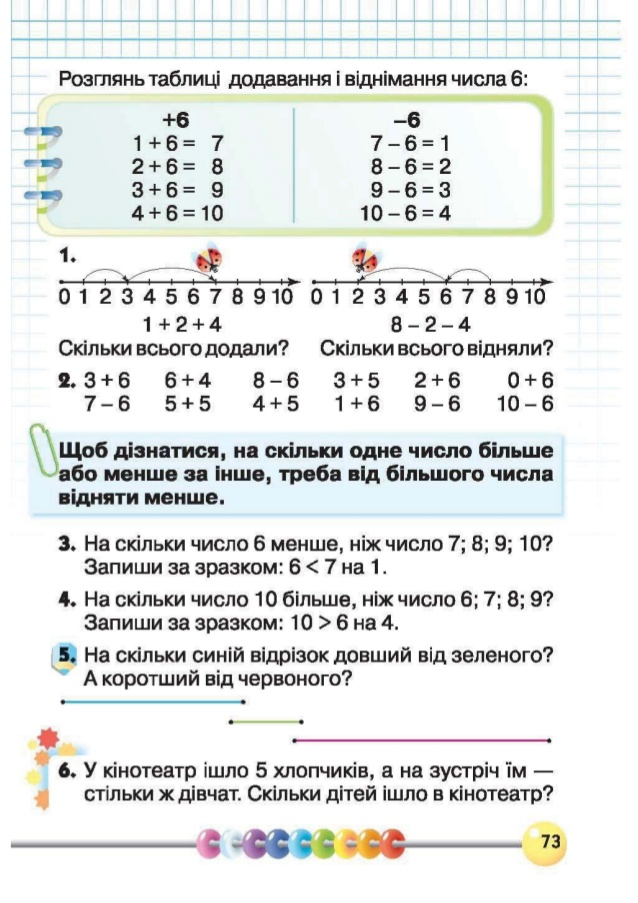 Розглянь таблиці додавання і віднімання числа 6:
+6 −6
1 + 6 = 7 7 − 6 = 1
2 + 6 = 8 8 − 6 = 2
3 + 6 = 9 9 − 6 = 3
4 + 6 = 10 10 − 6 = 4
1.
0 1 2 3 4 5 6 7 8 9 10 0 1 2 3 4 5 6 7 8 9 10
1 + 2 + 4 8 − 2 − 4
Скільки всього додали? Скільки всього відняли?
2. 3 + 6 6 + 4 8 − 6 3 + 5 2 + 6 0 + 6
7 − 6 5 + 5 4 + 5 1 + 6 9 − 6 10 − 6
Щоб дізнатися, на скільки одне число більше
або менше за інше, треба від більшого числа
відняти менше.
3. На скільки число 6 менше, ніж число 7; 8; 9; 10?
Запиши за зразком: 6 < 7 на 1.
4. На скільки число 10 більше, ніж число 6; 7; 8; 9?
Запиши за зразком: 10 > 6 на 4.
5. На скільки синій відрізок довший від зеленого?
А коротший від червоного?
6. У кінотеатр ішло 5 хлопчиків, а на зустріч їм —
стільки ж дівчат. Скільки дітей ішло в кінотеатр?
73